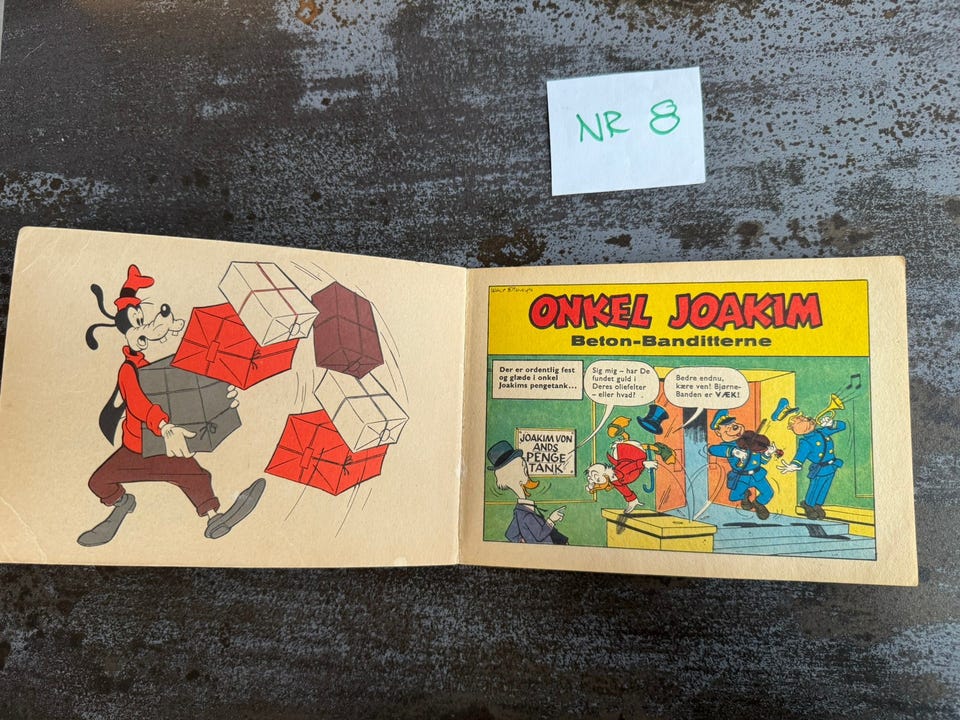 NR 8
WALT DISNEY'S
ONKEL JOAKIM
Beton-Banditterne
Der er ordentlig fest
og glæde i onkel
Joakims pengetank...
Sig mig – har De
fundet guld i
Deres oliefelter
– eller hvad?
Bedre endnu,
kære ven! Bjørne-
Banden er VÆK!
JOAKIM VON
ANDS
PENGE
TANK